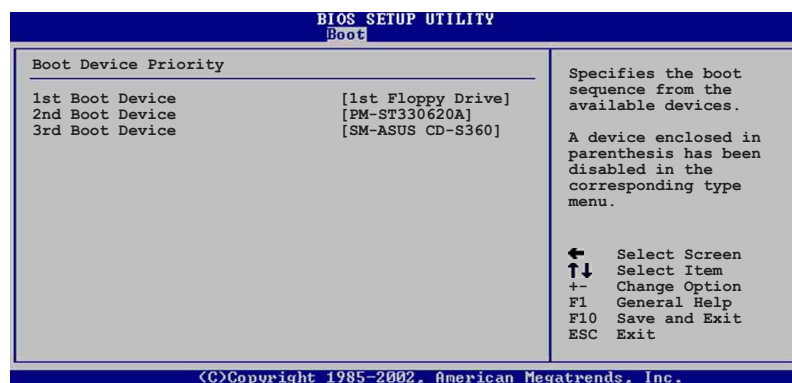 BIOS SETUP UTILITY
Boot
Boot Device Priority
1st Boot Device [1st Floppy Drive]
2nd Boot Device [PM-ST330620A]
3rd Boot Device [SM-ASUS CD-S360]
Specifies the boot
sequence from the
available devices.
A device enclosed in
parenthesis has been
disabled in the
corresponding type
menu.
← Select Screen
↑↓ Select Item
+- Change Option
F1 General Help
F10 Save and Exit
ESC Exit
(C)Copyright 1985-2002, American Megatrends, Inc.